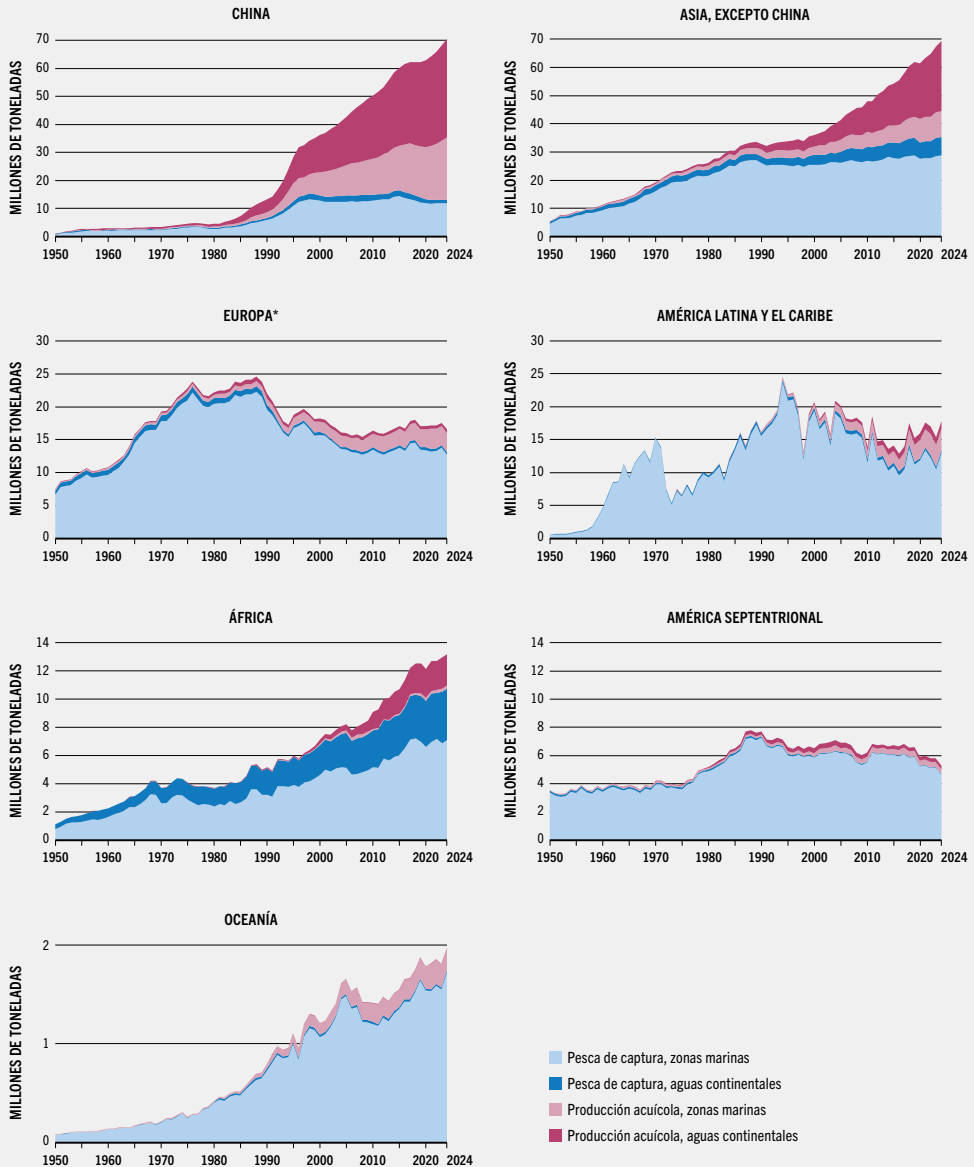 CHINA
MILLONES DE TONELADAS
70
60
50
40
30
20
10
0
1950 1960 1970 1980 1990 2000 2010 2020 2024
ASIA, EXCEPTO CHINA
MILLONES DE TONELADAS
70
60
50
40
30
20
10
0
1950 1960 1970 1980 1990 2000 2010 2020 2024
EUROPA*
MILLONES DE TONELADAS
30
25
20
15
10
5
0
1950 1960 1970 1980 1990 2000 2010 2020 2024
AMÉRICA LATINA Y EL CARIBE
MILLONES DE TONELADAS
30
25
20
15
10
5
0
1950 1960 1970 1980 1990 2000 2010 2020 2024
ÁFRICA
MILLONES DE TONELADAS
14
12
10
8
6
4
2
0
1950 1960 1970 1980 1990 2000 2010 2020 2024
AMÉRICA SEPTENTRIONAL
MILLONES DE TONELADAS
14
12
10
8
6
4
2
0
1950 1960 1970 1980 1990 2000 2010 2020 2024
OCEANÍA
MILLONES DE TONELADAS
2
1
0
1950 1960 1970 1980 1990 2000 2010 2020 2024
Pesca de captura, zonas marinas
Pesca de captura, aguas continentales
Producción acuícola, zonas marinas
Producción acuícola, aguas continentales